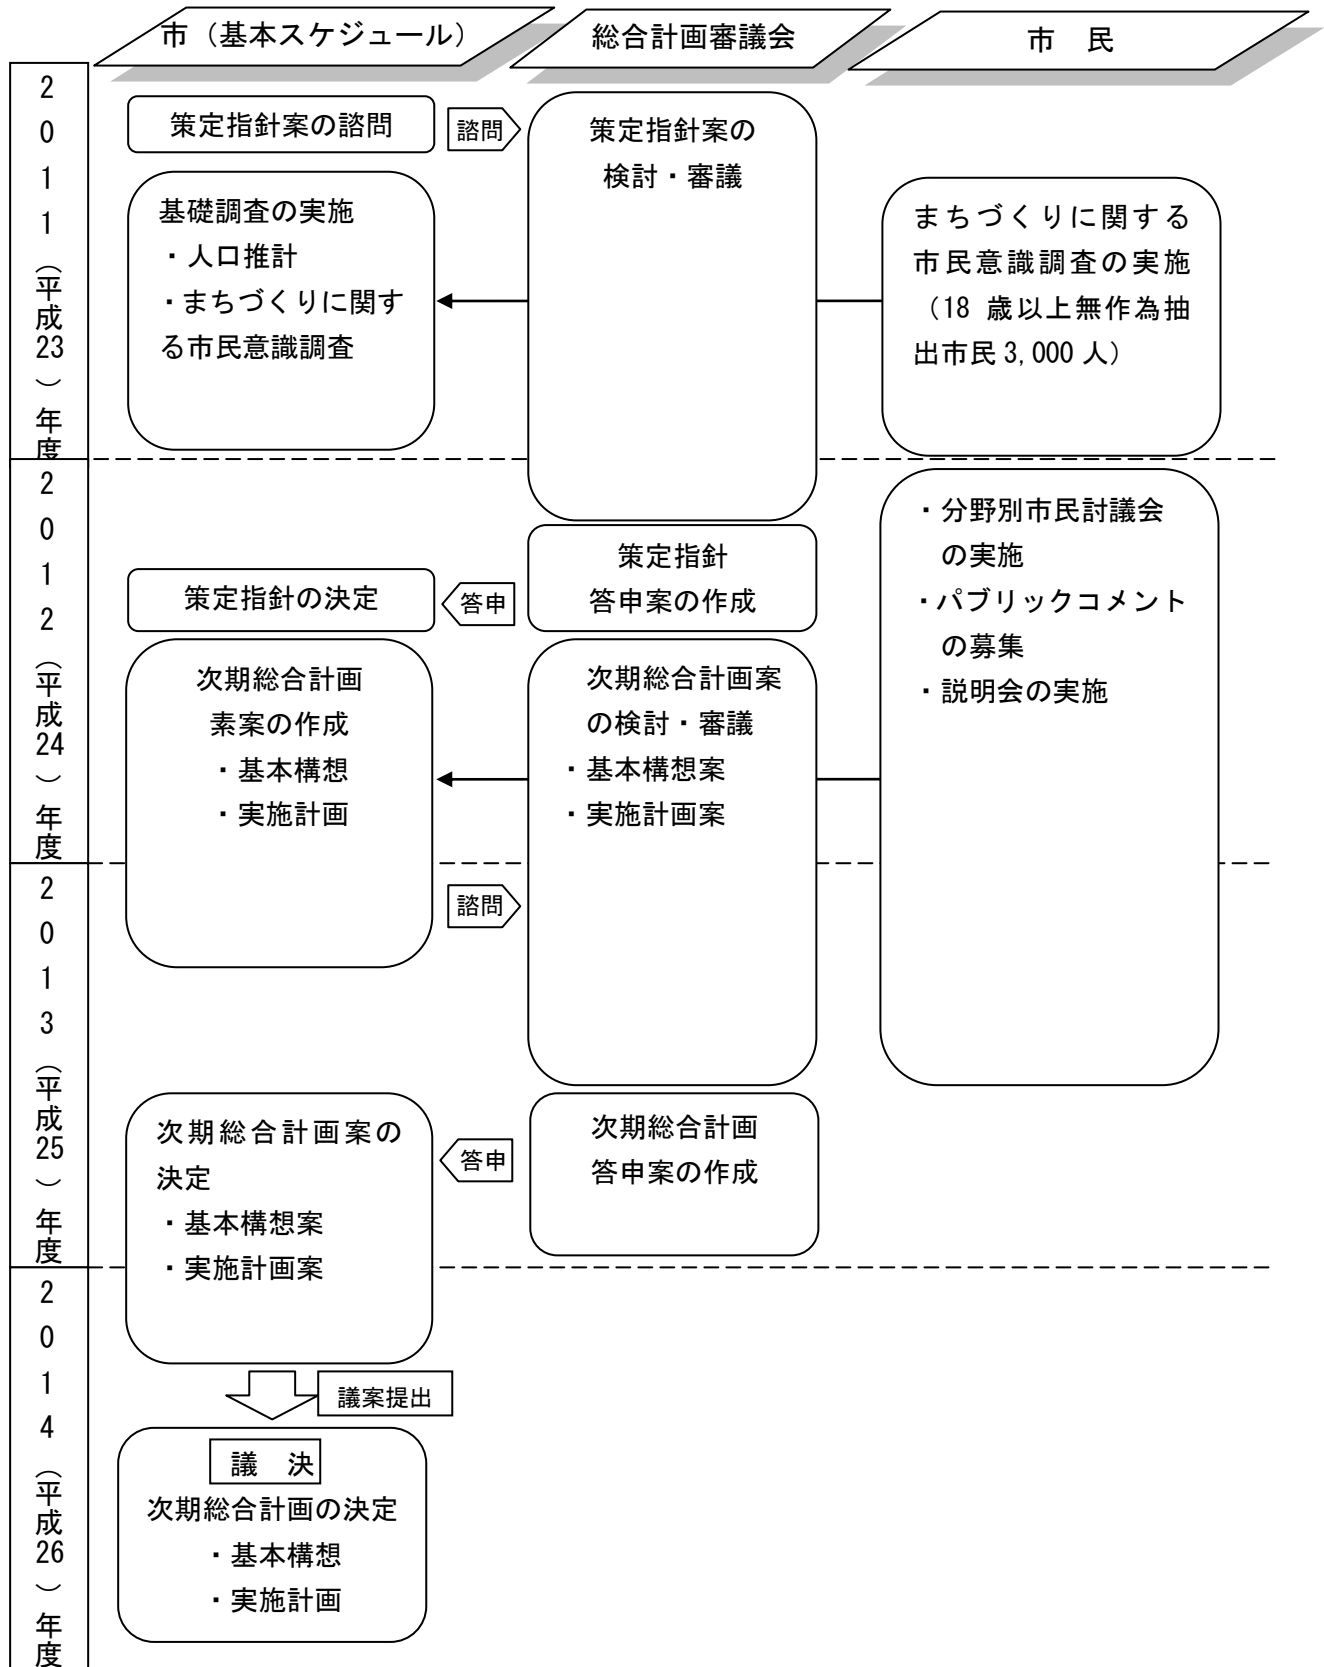 市（基本スケジュール）
総合計画審議会
市　民
2011（平成23）年度
策定指針案の諮問
諮問
策定指針案の
検討・審議
基礎調査の実施
・人口推計
・まちづくりに関す
る市民意識調査
まちづくりに関する
市民意識調査の実施
（18 歳以上無作為抽
出市民 3,000 人）
2012（平成24）年度
策定指針
答申案の作成
答申
策定指針の決定
・分野別市民討議会
の実施
・パブリックコメント
の募集
・説明会の実施
次期総合計画
素案の作成
・基本構想
・実施計画
次期総合計画案
の検討・審議
・基本構想案
・実施計画案
2013（平成25）年度
諮問
次期総合計画
答申案の作成
答申
次期総合計画案の
決定
・基本構想案
・実施計画案
2014（平成26）年度
議案提出
議　決
次期総合計画の決定
・基本構想
・実施計画